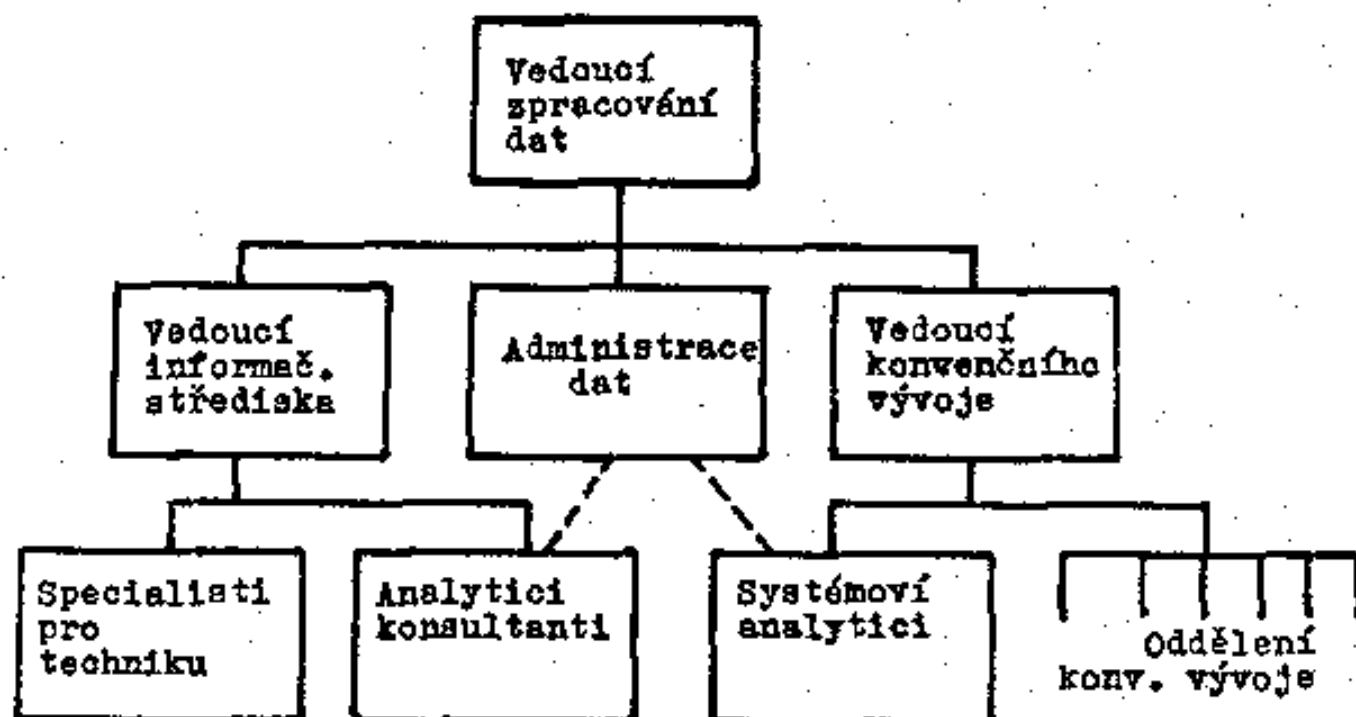 Vedoucí
zpracování
dat
Vedoucí
informač.
střediska
Administrace
dat
Vedoucí
konvenčního
vývoje
Specialisti
pro
techniku
Analytici
konsultanti
Systémoví
analytici
Oddělení
konv. vývoje